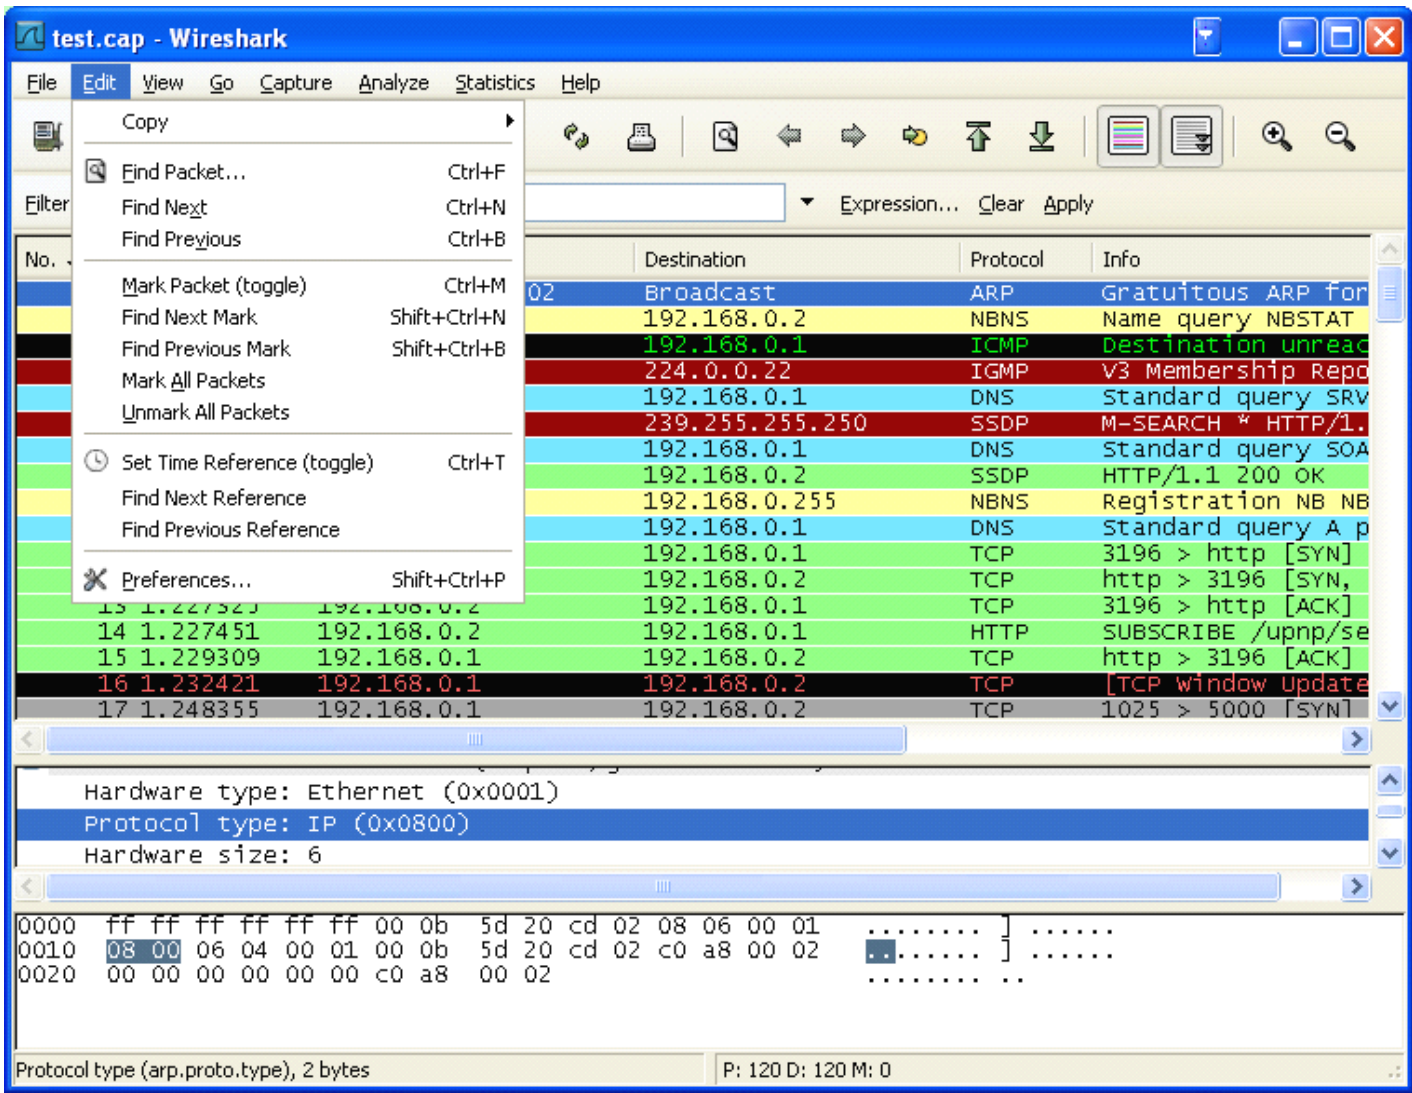 test.cap - Wireshark
File Edit View Go Capture Analyze Statistics Help
Copy
Find Packet... Ctrl+F
Find Next Ctrl+N
Find Previous Ctrl+B
Mark Packet (toggle) Ctrl+M
Find Next Mark Shift+Ctrl+N
Find Previous Mark Shift+Ctrl+B
Mark All Packets
Unmark All Packets
Set Time Reference (toggle) Ctrl+T
Find Next Reference
Find Previous Reference
Preferences... Shift+Ctrl+P
Filter Expression... Clear Apply
No. Destination Protocol Info
02 Broadcast ARP Gratuitous ARP for
192.168.0.2 NBNS Name query NBSTAT
192.168.0.1 ICMP Destination unreac
224.0.0.22 IGMP V3 Membership Repo
192.168.0.1 DNS Standard query SRV
239.255.255.250 SSDP M-SEARCH * HTTP/1.
192.168.0.1 DNS Standard query SOA
192.168.0.2 SSDP HTTP/1.1 200 OK
192.168.0.255 NBNS Registration NB NB
192.168.0.1 DNS Standard query A p
192.168.0.1 TCP 3196 > http [SYN]
192.168.0.2 TCP http > 3196 [SYN,
13 1.227325 192.168.0.2 192.168.0.1 TCP 3196 > http [ACK]
14 1.227451 192.168.0.2 192.168.0.1 HTTP SUBSCRIBE /upnp/se
15 1.229309 192.168.0.1 192.168.0.2 TCP http > 3196 [ACK]
16 1.232421 192.168.0.1 192.168.0.2 TCP [TCP Window Update
17 1.248355 192.168.0.1 192.168.0.2 TCP 1025 > 5000 [SYN]
Hardware type: Ethernet (0x0001)
Protocol type: IP (0x0800)
Hardware size: 6
0000 ff ff ff ff ff ff 00 0b 5d 20 cd 02 08 06 00 01 ........ ] ......
0010 08 00 06 04 00 01 00 0b 5d 20 cd 02 c0 a8 00 02 ........ ] ......
0020 00 00 00 00 00 00 c0 a8 00 02 ........ ..
Protocol type (arp.proto.type), 2 bytes P: 120 D: 120 M: 0